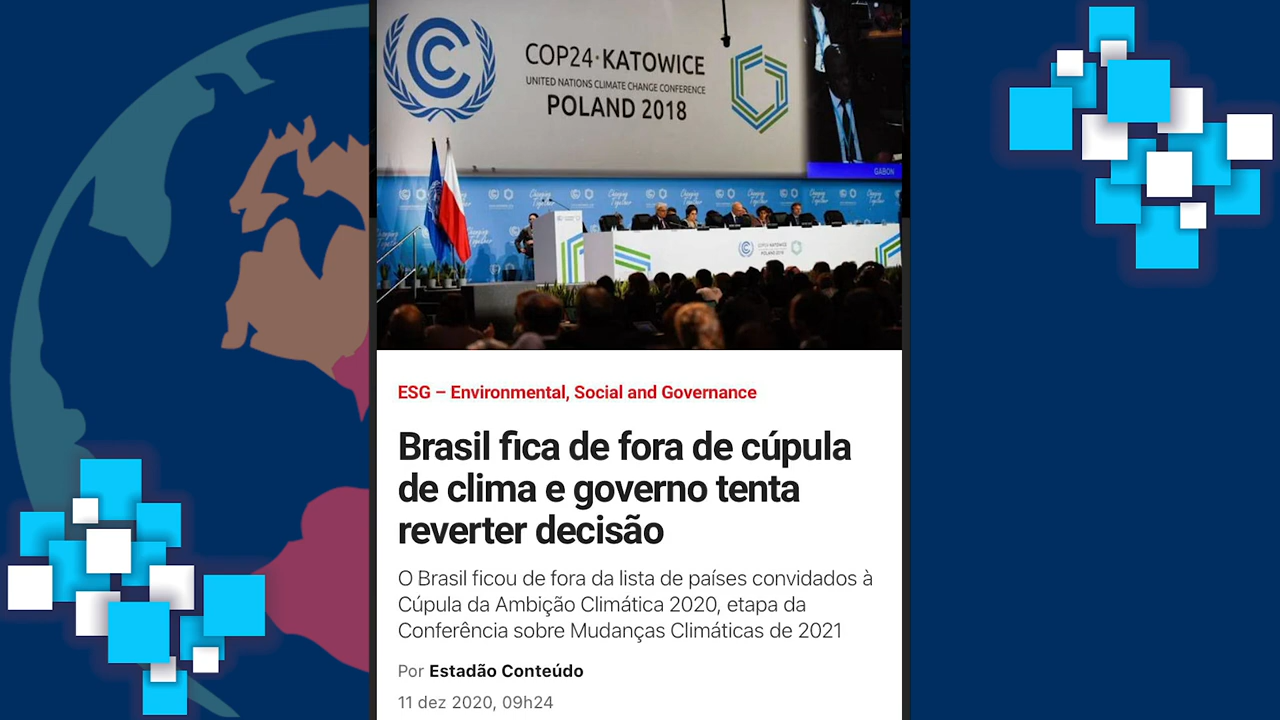 COP24·KATOWICE
UNITED NATIONS CLIMATE CHANGE CONFERENCE
POLAND 2018
GABON
ESG – Environmental, Social and Governance
Brasil fica de fora de cúpula
de clima e governo tenta
reverter decisão
O Brasil ficou de fora da lista de países convidados à
Cúpula da Ambição Climática 2020, etapa da
Conferência sobre Mudanças Climáticas de 2021
Por Estadão Conteúdo
11 dez 2020, 09h24